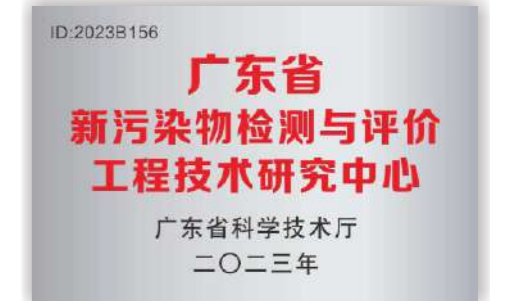 ID:2023B156
广东省
新污染物检测与评价
工程技术研究中心
广东省科学技术厅
二〇二三年